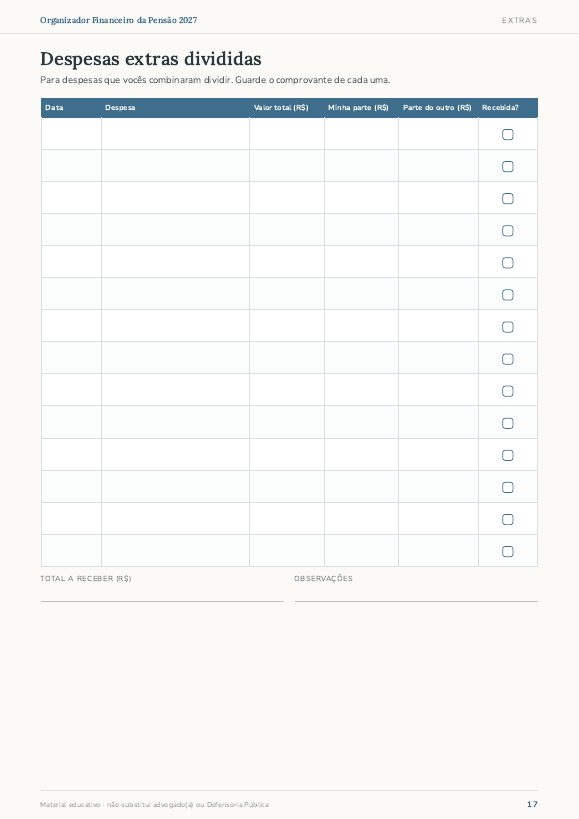 Organizador Financeiro da Pensão 2027
EXTRAS
Despesas extras divididas
Para despesas que vocês combinaram dividir. Guarde o comprovante de cada uma.
Data Despesa Valor total (R$) Minha parte (R$) Parte do outro (R$) Recebida?
TOTAL A RECEBER (R$)
OBSERVAÇÕES
Material educativo · não substitui advogado(a) ou Defensoria Pública
17